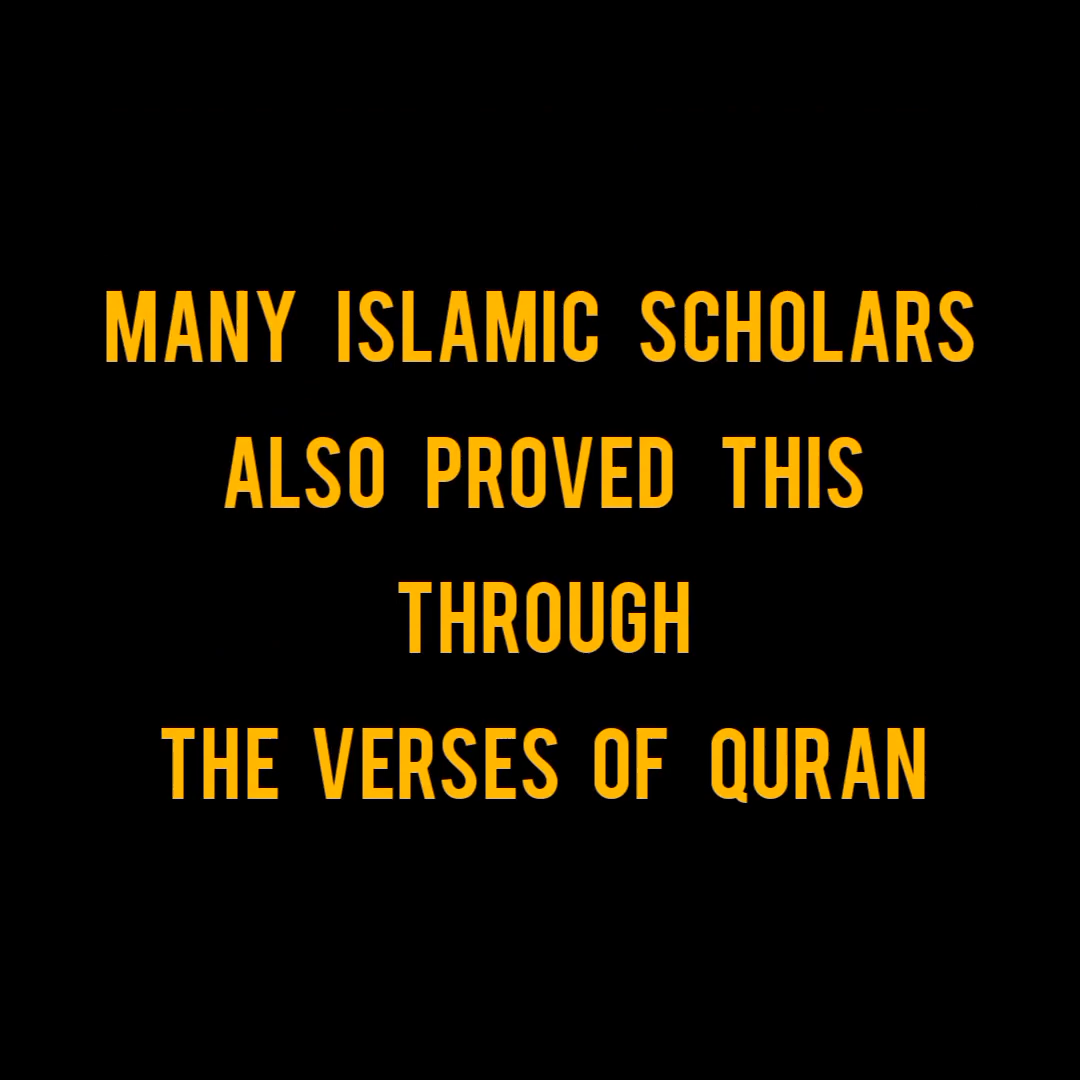 MANY ISLAMIC SCHOLARS
ALSO PROVED THIS
THROUGH
THE VERSES OF QURAN